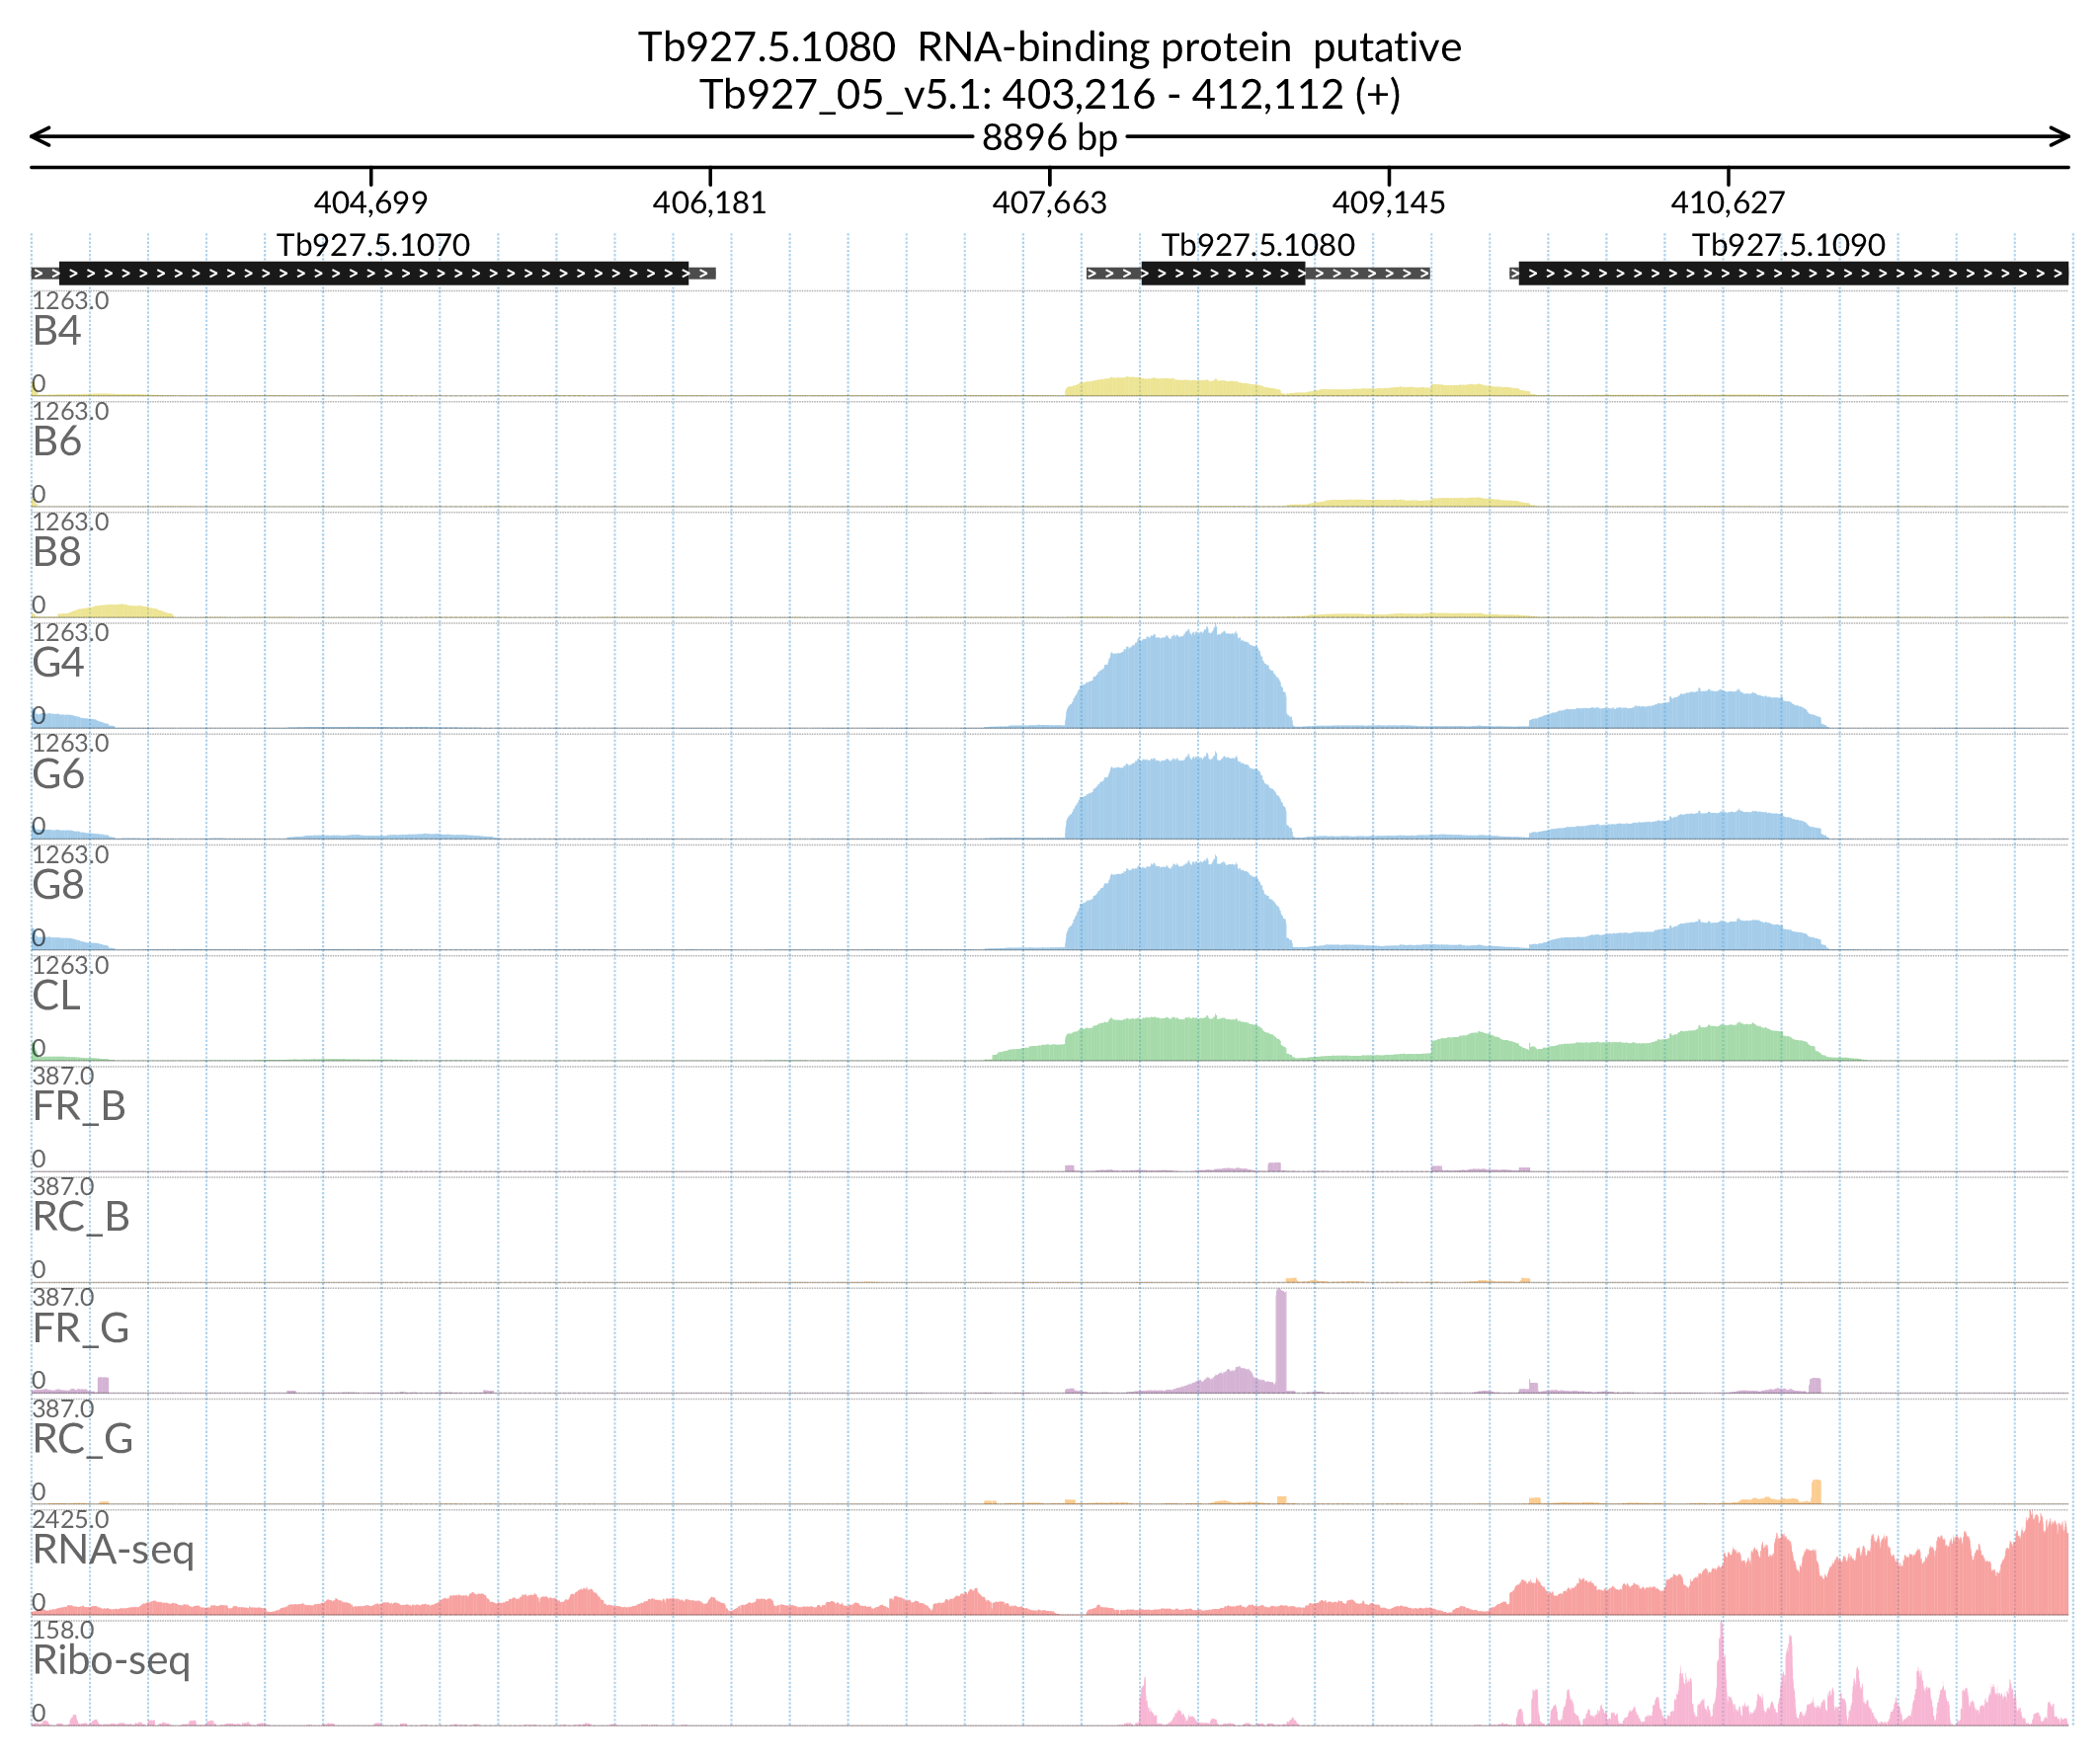 Tb927.5.1080  RNA-binding protein  putative
Tb927_05_v5.1: 403,216 - 412,112 (+)
8896 bp
404,699 406,181 407,663 409,145 410,627
Tb927.5.1070 Tb927.5.1080 Tb927.5.1090
1263.0
B4
0
1263.0
B6
0
1263.0
B8
0
1263.0
G4
0
1263.0
G6
0
1263.0
G8
0
1263.0
CL
0
387.0
FR_B
0
387.0
RC_B
0
387.0
FR_G
0
387.0
RC_G
0
2425.0
RNA-seq
0
158.0
Ribo-seq
0